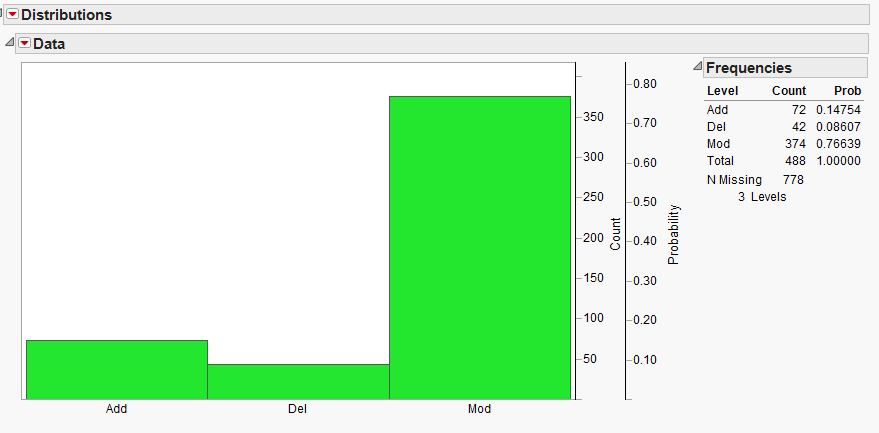 Distributions
Data
350
300
250
200
150
100
50
Count
0.80
0.70
0.60
0.50
0.40
0.30
0.20
0.10
Probability
Add Del Mod
Frequencies
Level Count Prob
Add 72 0.14754
Del 42 0.08607
Mod 374 0.76639
Total 488 1.00000
N Missing 778
3 Levels